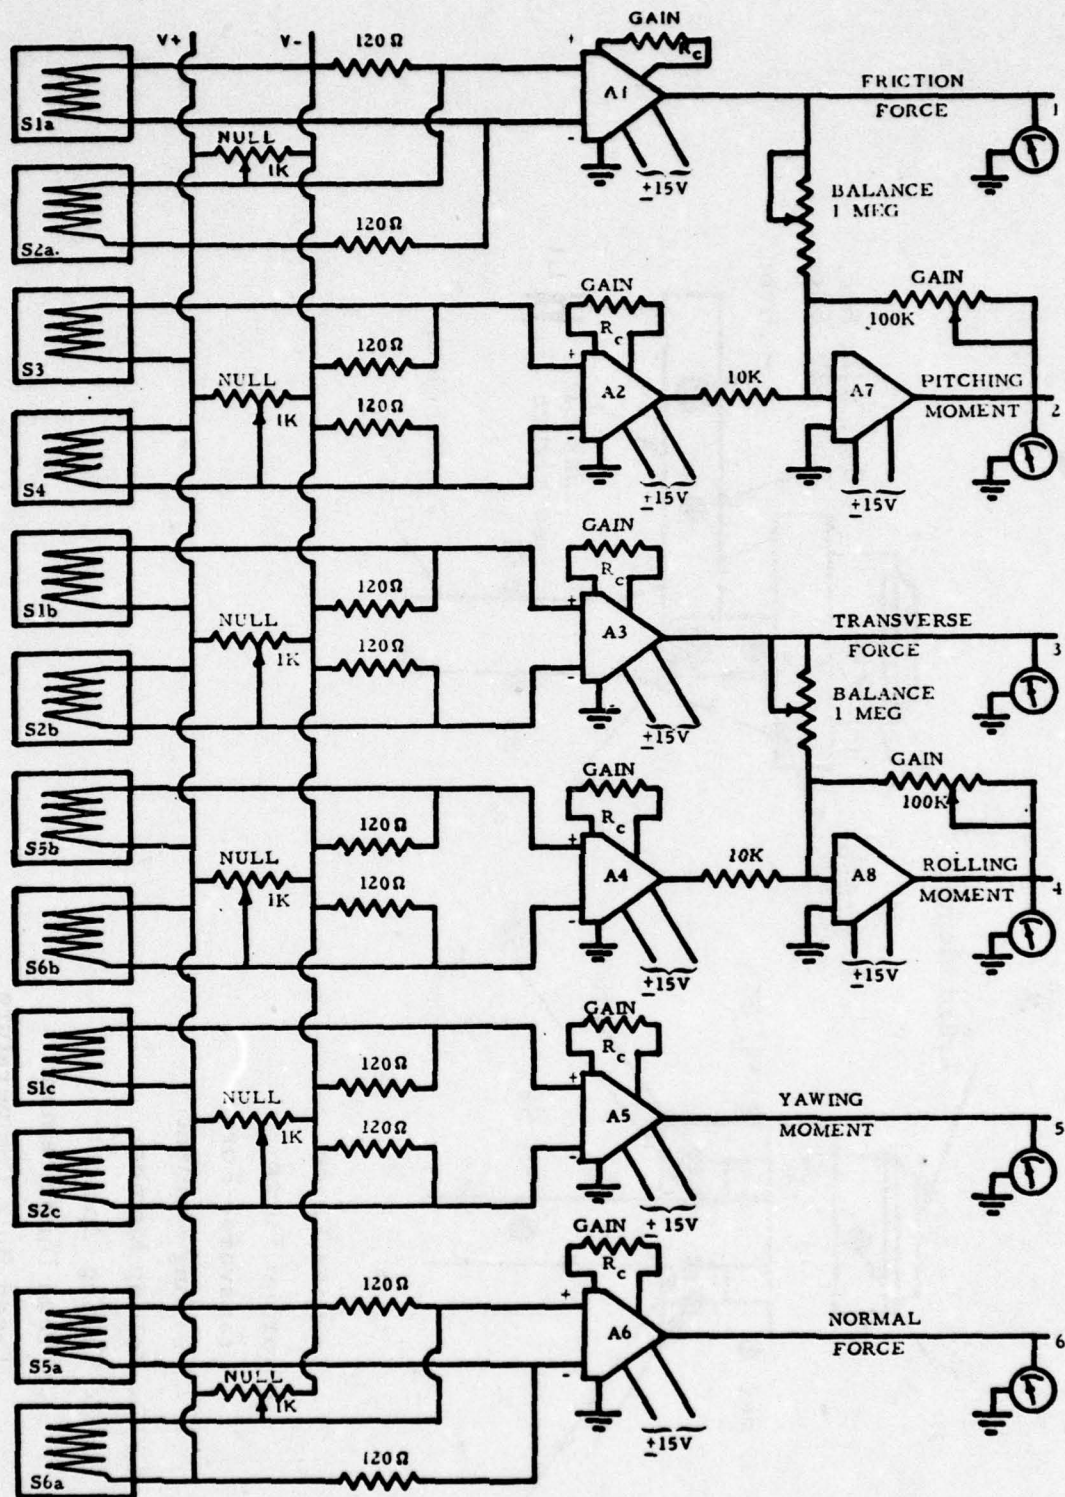 V+ V- 120Ω + GAIN
Rc
S1a
A1
FRICTION
FORCE 1
NULL
1K
-
±15V
BALANCE
1 MEG
S2a.
120Ω
GAIN
Rc
GAIN
100K
S3
120Ω
+
NULL
1K
120Ω
A2
10K
A7
PITCHING
MOMENT 2
S4
-
±15V
±15V
GAIN
Rc
S1b
120Ω
+
NULL
1K
120Ω
A3
TRANSVERSE
FORCE 3
S2b
-
±15V
BALANCE
1 MEG
GAIN
Rc
GAIN
100K
S5b
120Ω
+
NULL
1K
120Ω
A4
10K
A8
ROLLING
MOMENT 4
S6b
-
±15V
±15V
GAIN
Rc
S1c
120Ω
+
NULL
1K
120Ω
A5
YAWING
MOMENT 5
S2c
-
± 15V
GAIN
Rc
120Ω
+
S5a
A6
NORMAL
FORCE 6
NULL
1K
-
±15V
S6a
120Ω